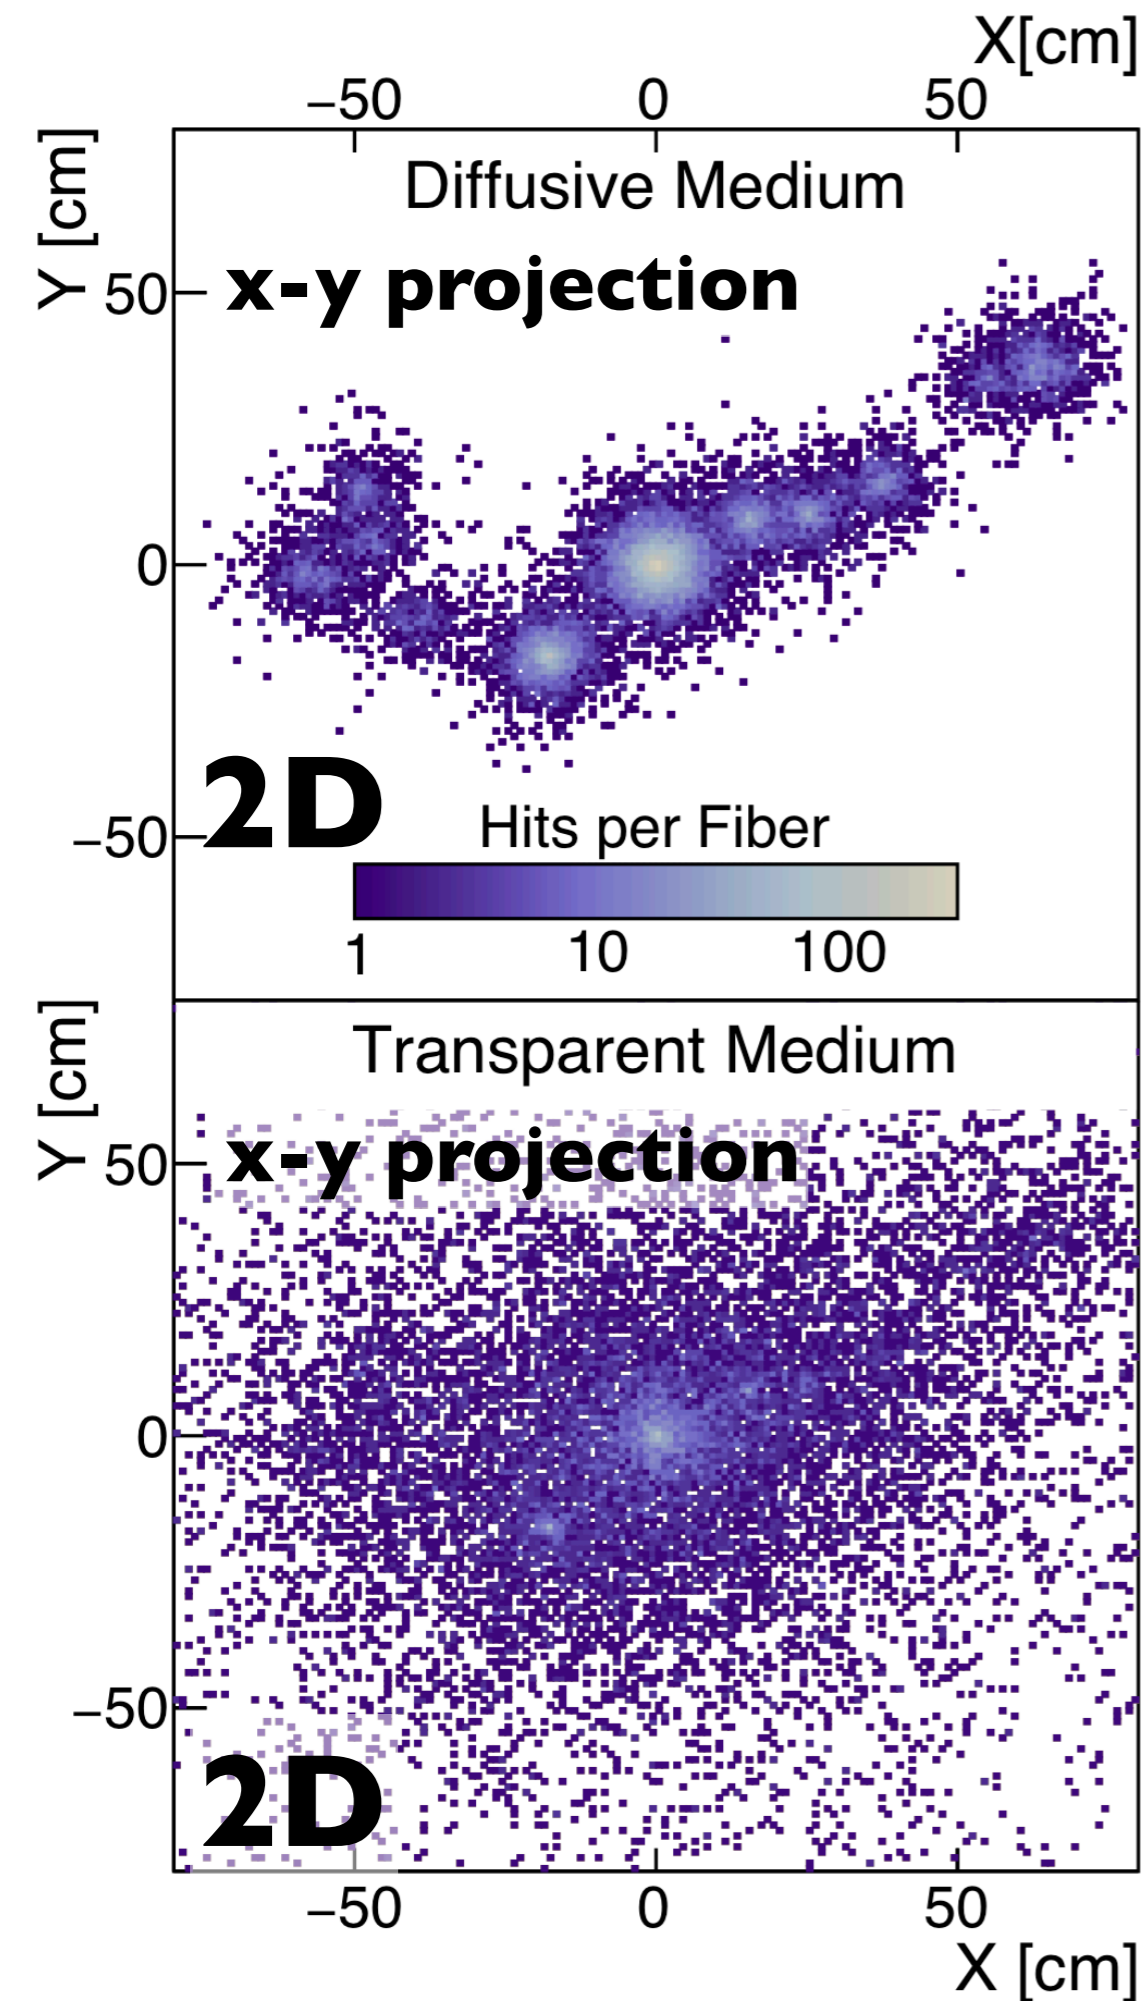 X[cm]
−50 0 50
Y [cm]
Diffusive Medium
50
x-y projection
0
−50
2D
Hits per Fiber
1 10 100
Y [cm]
Transparent Medium
50
x-y projection
0
−50
2D
−50 0 50
X [cm]